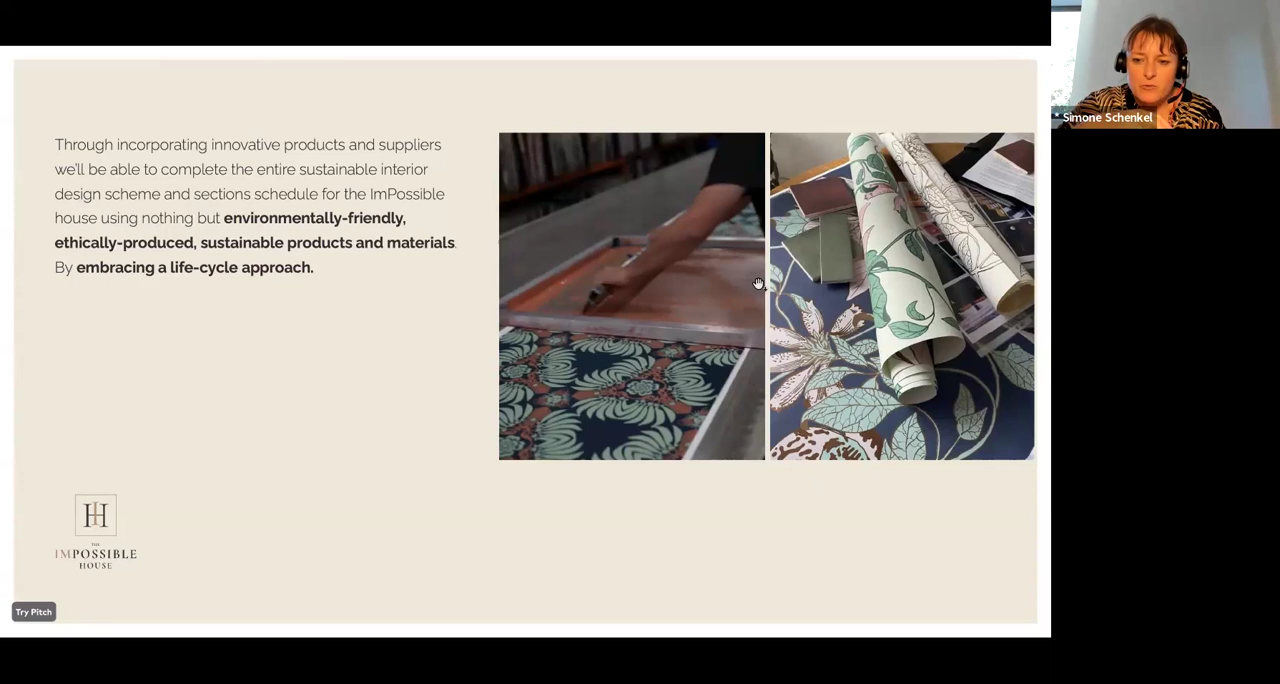 Through incorporating innovative products and suppliers
we'll be able to complete the entire sustainable interior
design scheme and sections schedule for the ImPossible
house using nothing but environmentally-friendly,
ethically-produced, sustainable products and materials.
By embracing a life-cycle approach.
THE
IMPOSSIBLE
HOUSE
Try Pitch
Simone Schenkel